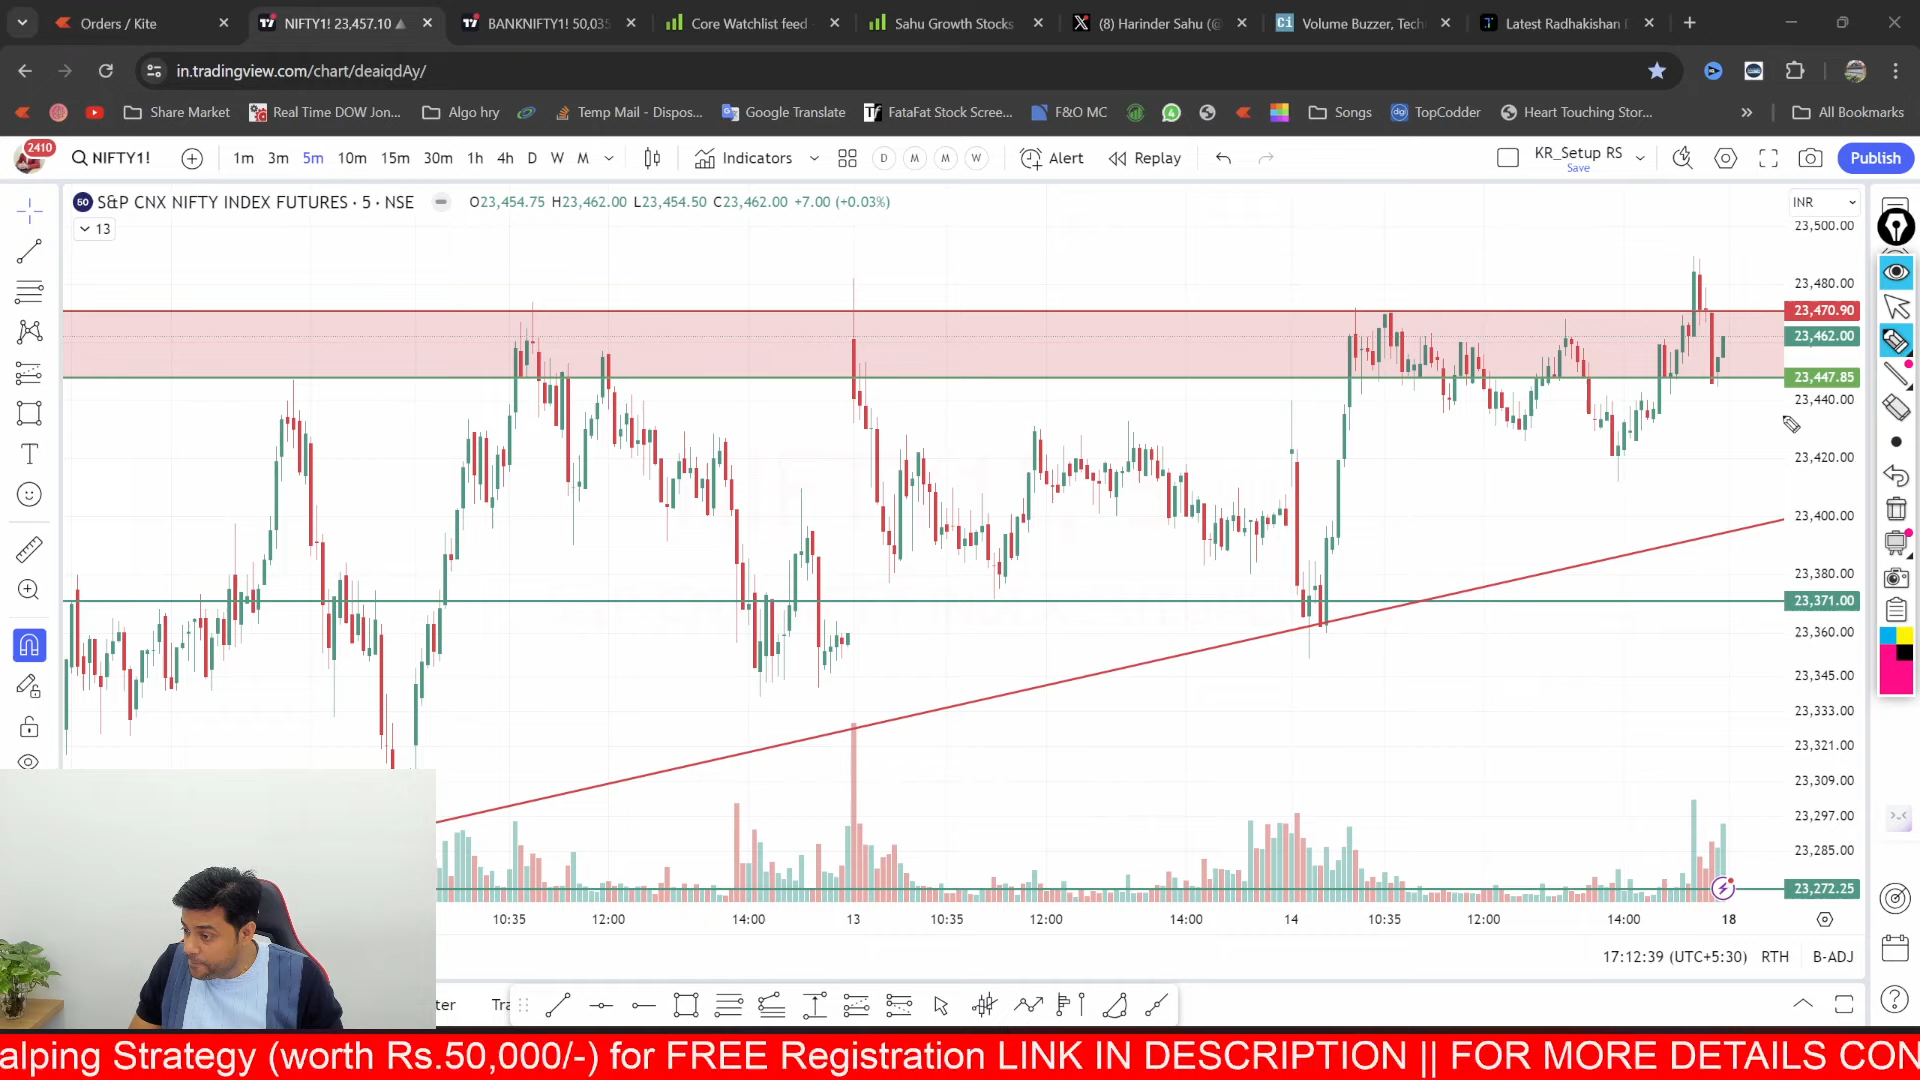 Orders / Kite
NIFTY1! 23,457.10
BANKNIFTY1! 50,035
Core Watchlist feed
Sahu Growth Stocks
(8) Harinder Sahu (@
Volume Buzzer, Tech
Latest Radhakishan D
in.tradingview.com/chart/deaiqdAy/
Share Market
Real Time DOW Jon...
Algo hry
Temp Mail - Dispos...
Google Translate
FataFat Stock Scree...
F&O MC
Songs
TopCodder
Heart Touching Stor...
All Bookmarks
2410
NIFTY1!
1m 3m 5m 10m 15m 30m 1h 4h D W M
Indicators
D M M W
Alert
Replay
KR_Setup RS
Save
Publish
50 S&P CNX NIFTY INDEX FUTURES · 5 · NSE
O23,454.75 H23,462.00 L23,454.50 C23,462.00 +7.00 (+0.03%)
INR
13
23,500.00
23,480.00
23,470.90
23,462.00
23,447.85
23,440.00
23,420.00
23,400.00
23,380.00
23,371.00
23,360.00
23,345.00
23,333.00
23,321.00
23,309.00
23,297.00
23,285.00
23,272.25
10:35 12:00 14:00 13 10:35 12:00 14:00 14 10:35 12:00 14:00 18
17:12:39 (UTC+5:30) RTH B-ADJ
ter
Tra
alping Strategy (worth Rs.50,000/-) for FREE Registration LINK IN DESCRIPTION || FOR MORE DETAILS CON